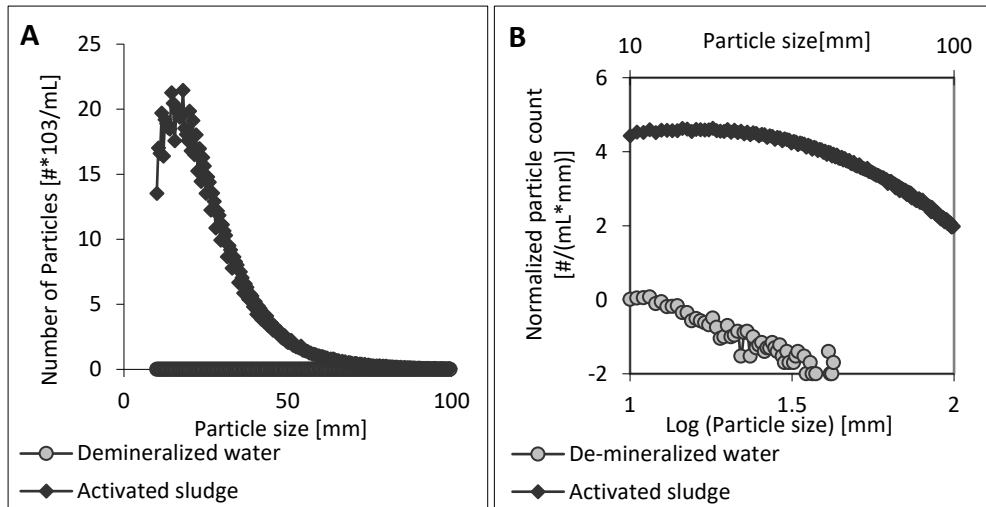 A
Number of Particles [#*103/mL]
25
20
15
10
5
0
0
50
100
Particle size [mm]
Demineralized water
Activated sludge
B
Particle size[mm]
10
100
Normalized particle count
[#/(mL*mm)]
6
4
2
0
-2
1
1.5
2
Log (Particle size) [mm]
De-mineralized water
Activated sludge